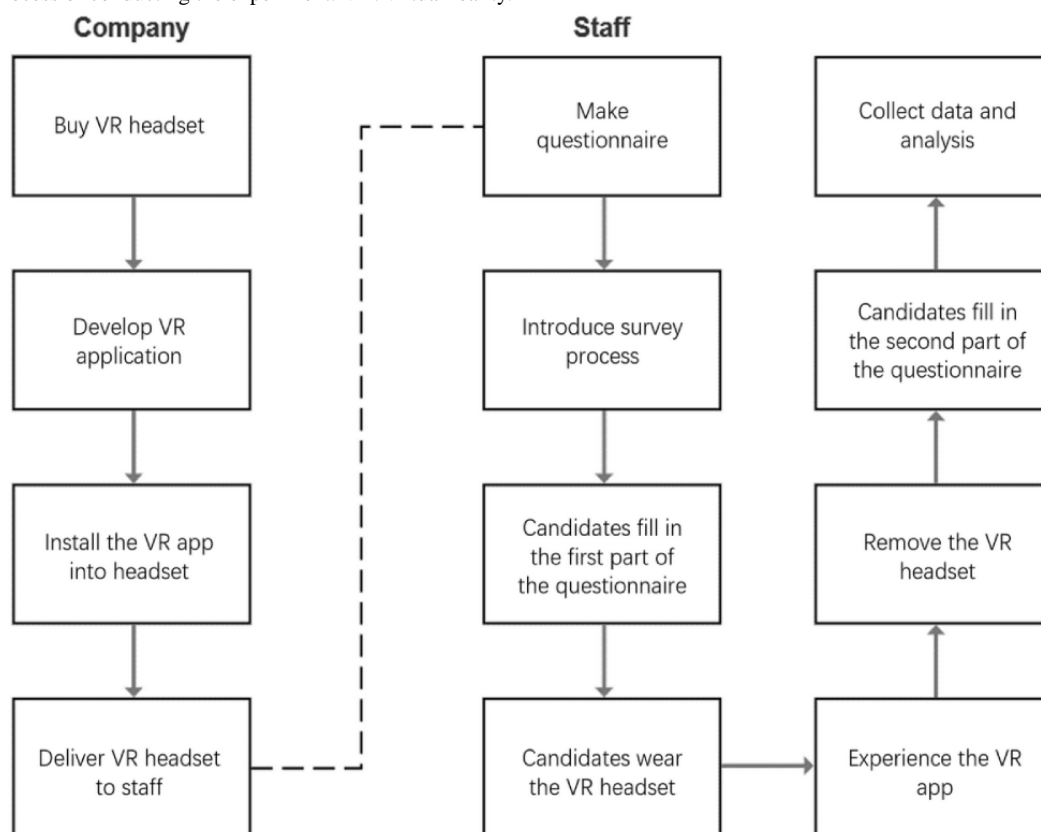 Company
Buy VR headset
Develop VR
application
Install the VR app
into headset
Deliver VR headset
to staff
Staff
Make
questionnaire
Introduce survey
process
Candidates fill in
the first part of
the questionnaire
Candidates wear
the VR headset
Experience the VR
app
Remove the VR
headset
Candidates fill in
the second part of
the questionnaire
Collect data and
analysis